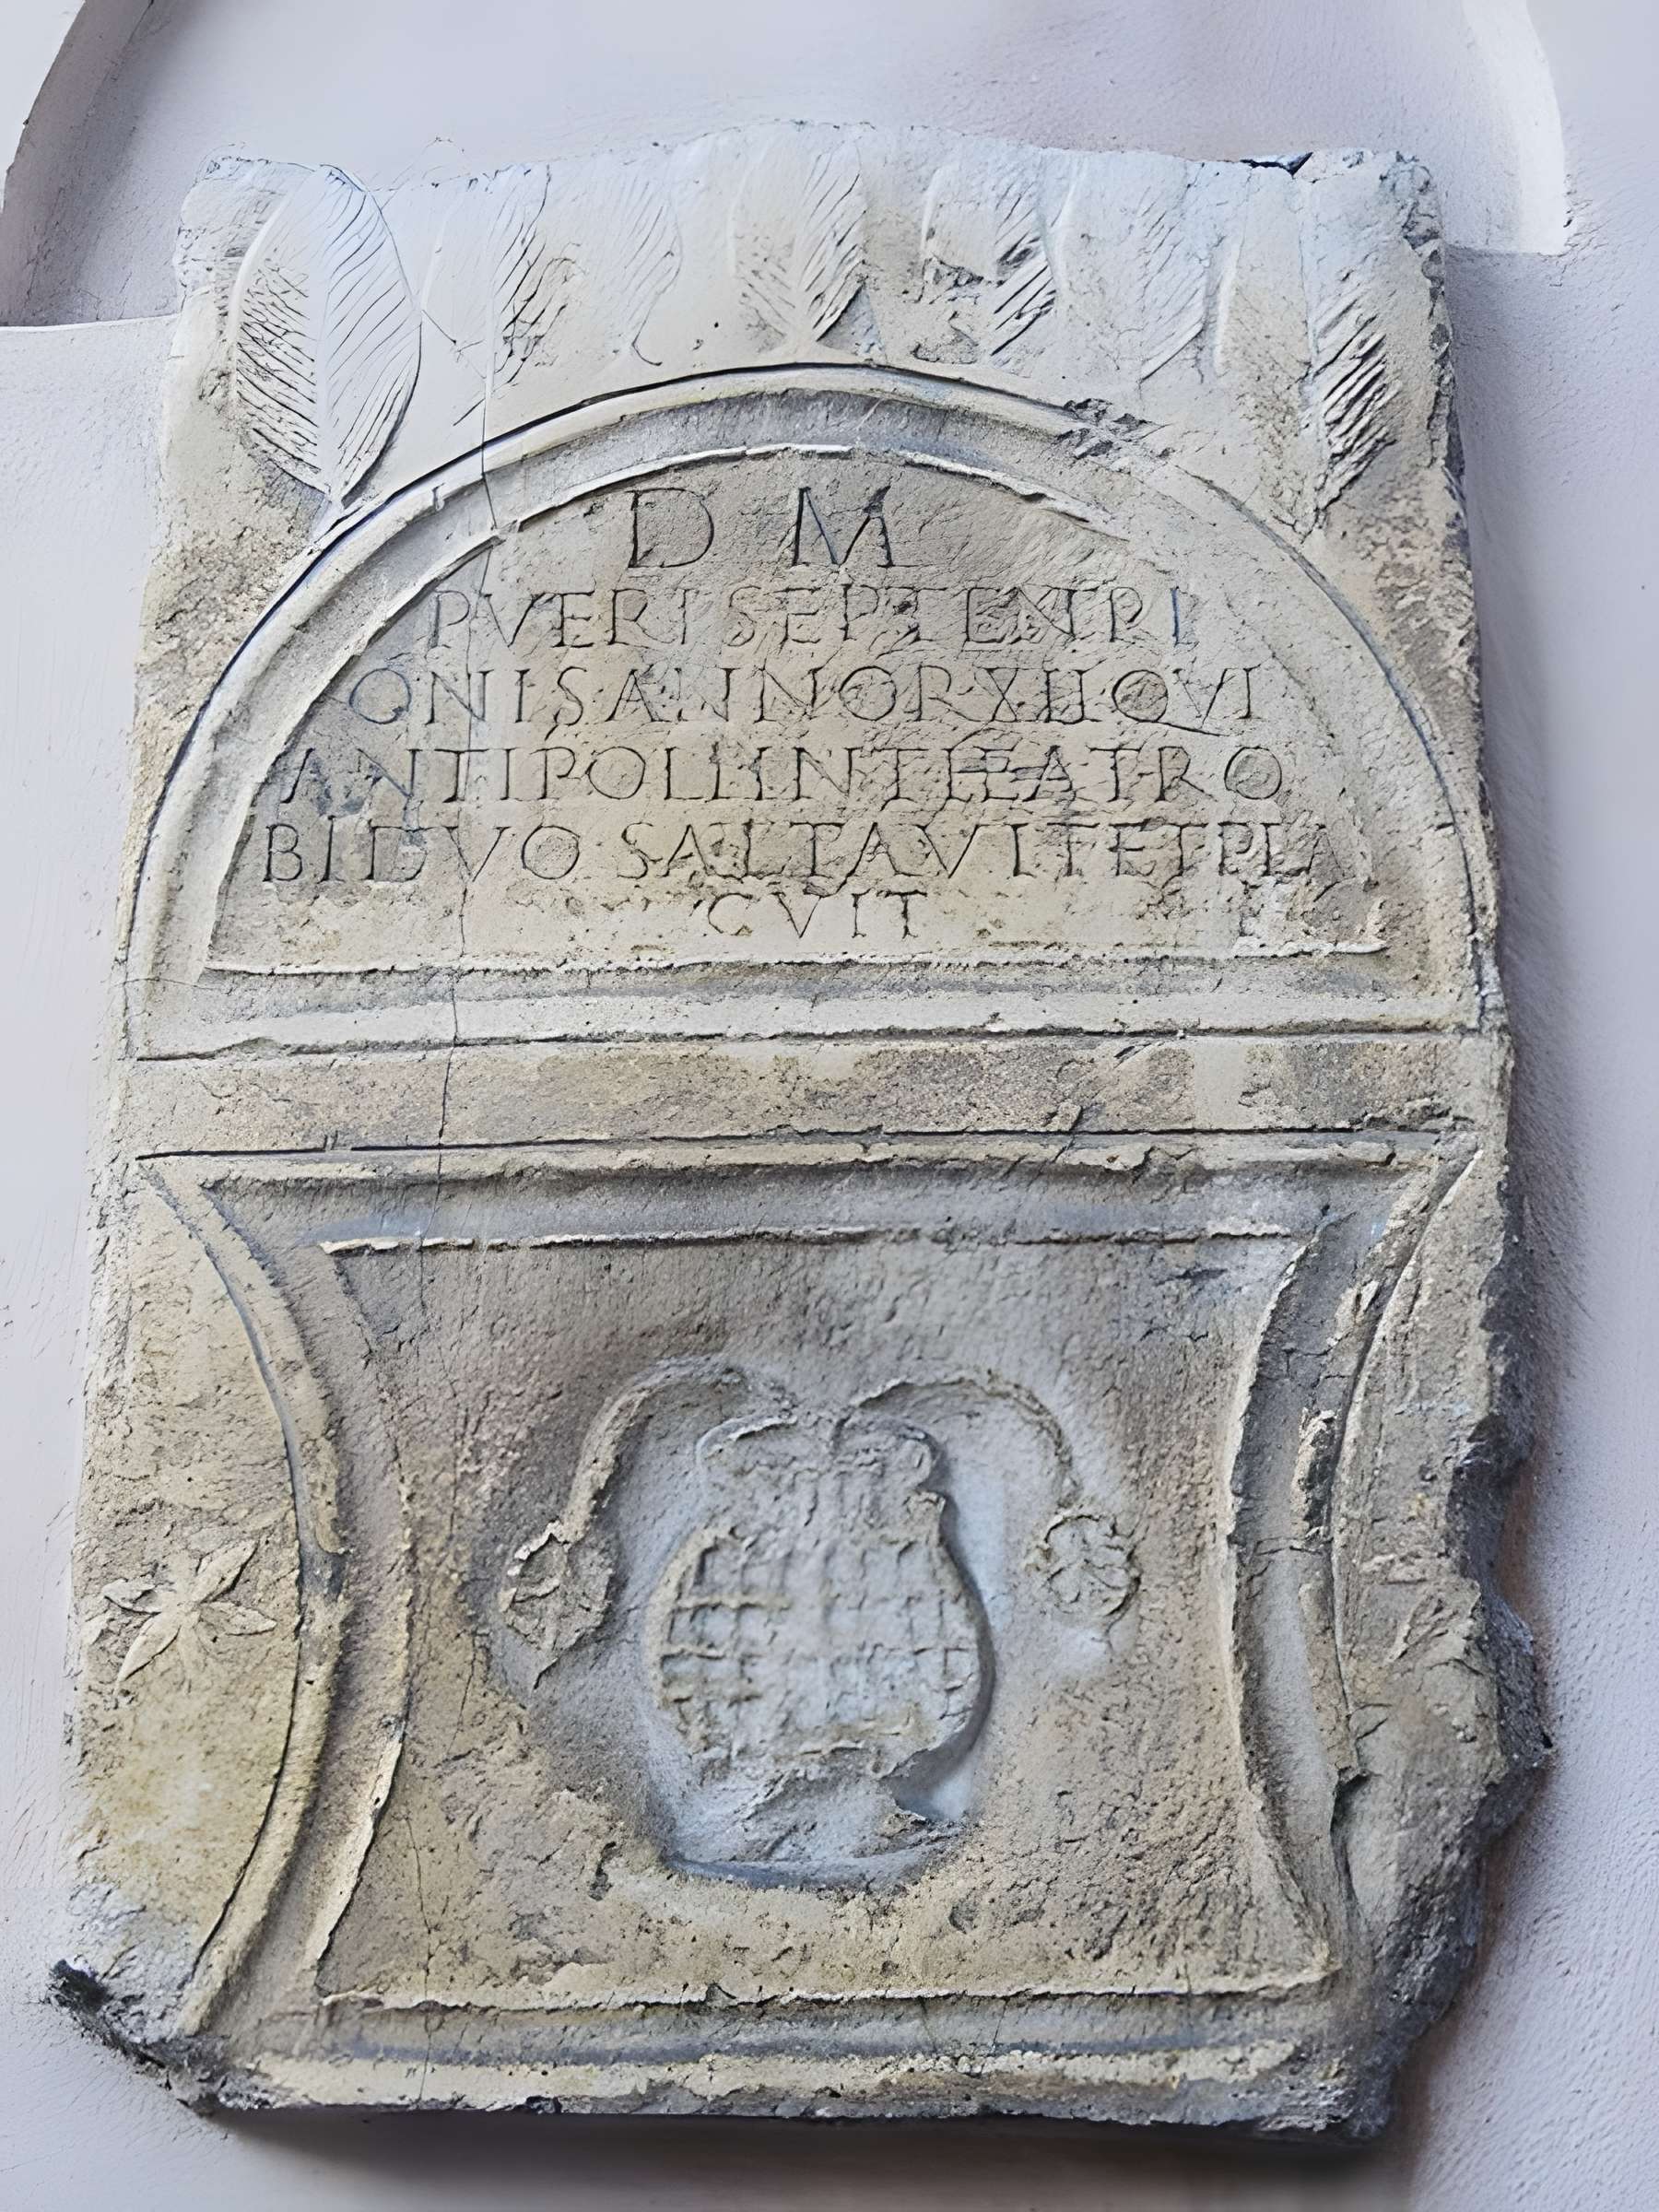 D M
PVERI SEPTENTRI
ONIS ANNOR XII QVI
ANTIPOLI IN THEATRO
BIDVO SALTAVIT ET PLA
CVIT